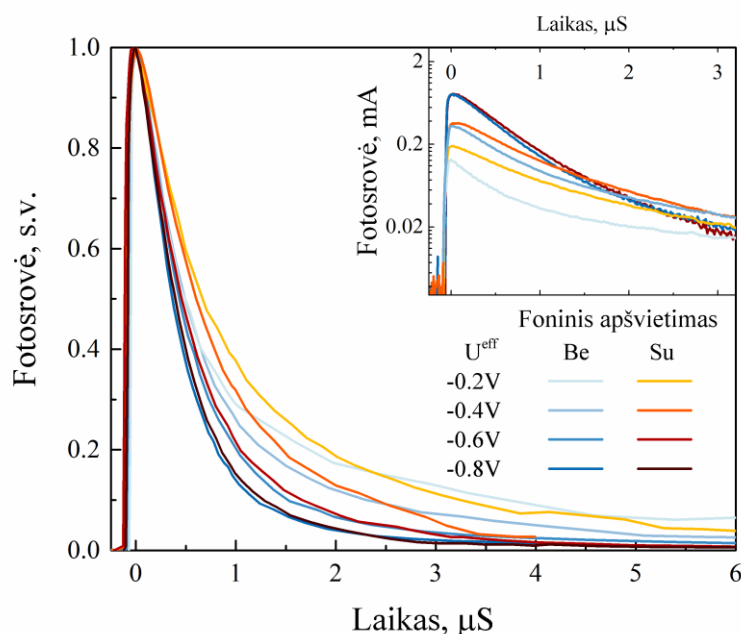 Laikas, μS
0 1 2 3
2
0.2
0.02
Fotosrovė, mA
1.0
0.8
0.6
0.4
0.2
0.0
Fotosrovė, s.v.
Foninis apšvietimas
U^eff Be Su
-0.2V
-0.4V
-0.6V
-0.8V
0 1 2 3 4 5 6
Laikas, μS